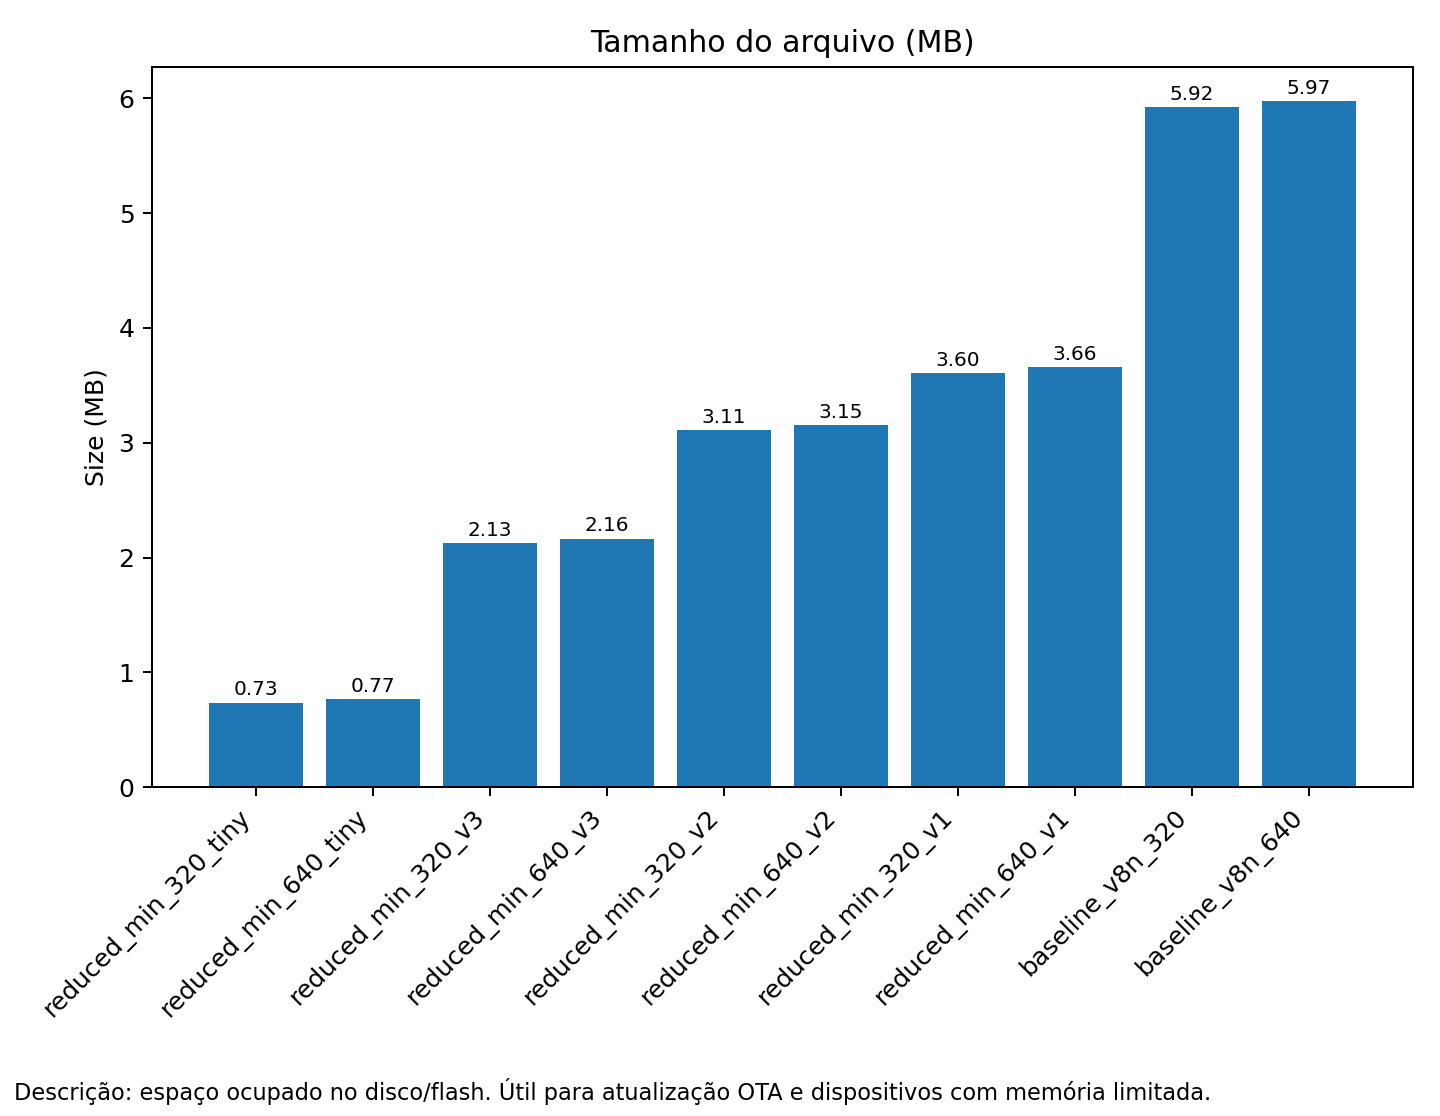 Tamanho do arquivo (MB)
Size (MB)
6
5
4
3
2
1
0
0.73
0.77
2.13
2.16
3.11
3.15
3.60
3.66
5.92
5.97
reduced_min_320_tiny
reduced_min_640_tiny
reduced_min_320_v3
reduced_min_640_v3
reduced_min_320_v2
reduced_min_640_v2
reduced_min_320_v1
reduced_min_640_v1
baseline_v8n_320
baseline_v8n_640
Descrição: espaço ocupado no disco/flash. Útil para atualização OTA e dispositivos com memória limitada.